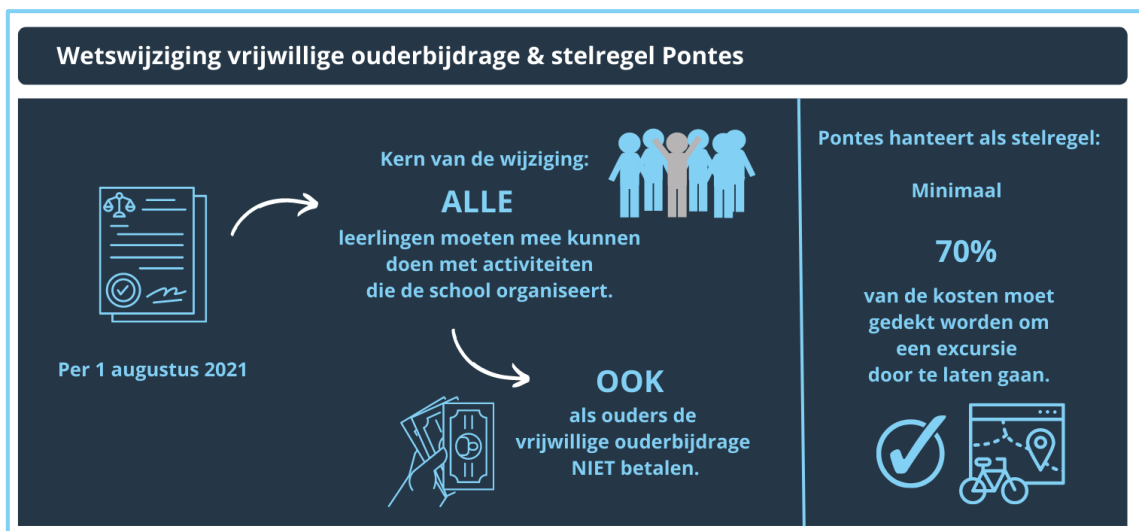 Wetswijziging vrijwillige ouderbijdrage & stelregel Pontes
Per 1 augustus 2021
Kern van de wijziging:
ALLE
leerlingen moeten mee kunnen
doen met activiteiten
die de school organiseert.
OOK
als ouders de
vrijwillige ouderbijdrage
NIET betalen.
Pontes hanteert als stelregel:
Minimaal
70%
van de kosten moet
gedekt worden om
een excursie
door te laten gaan.